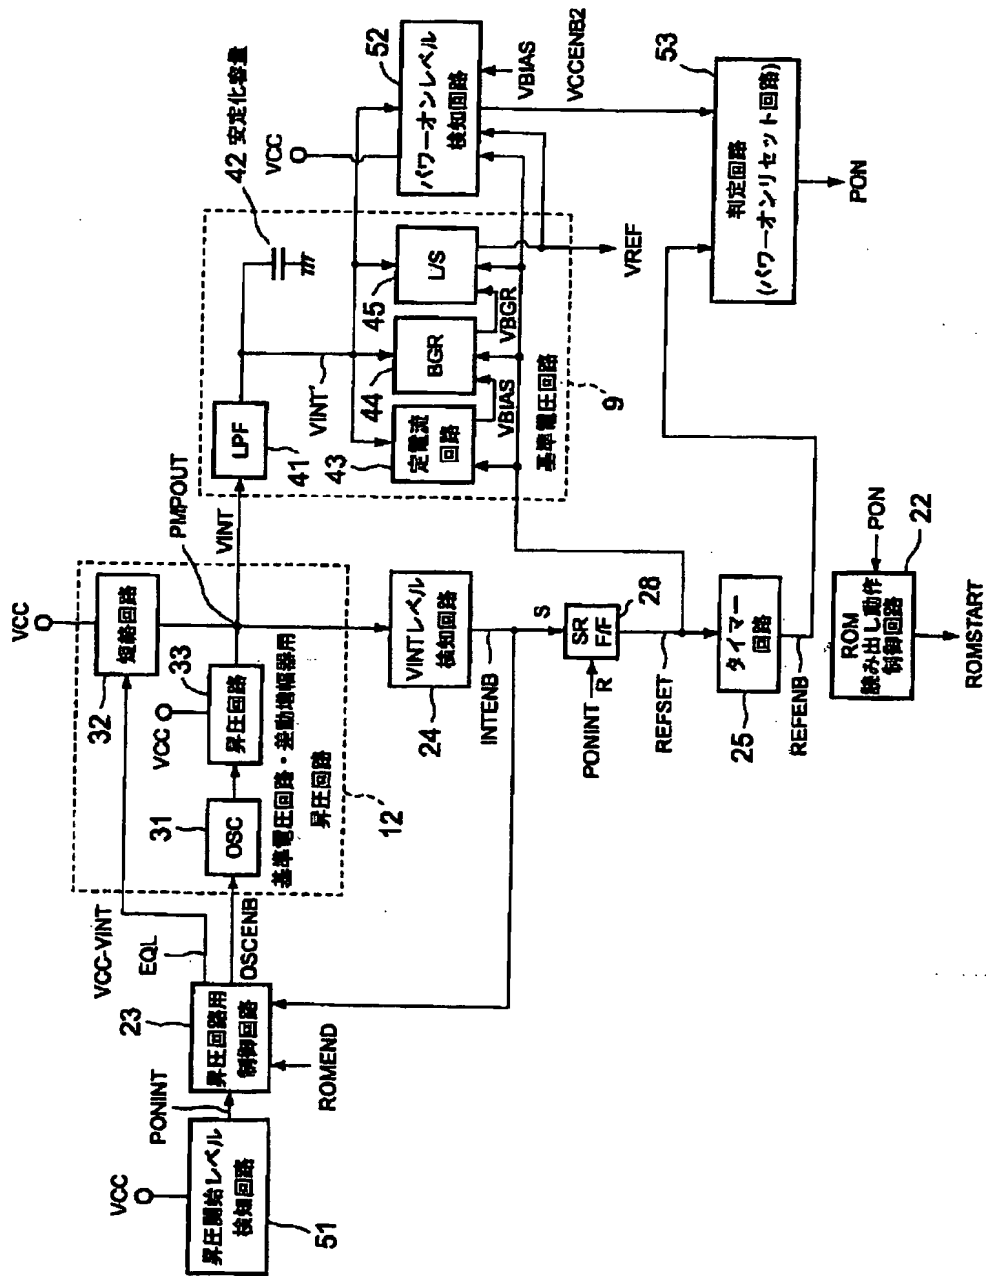 VCC
昇圧開始レベル
検知回路
51
PONINT
23
昇圧回路用
制御回路
ROMEND
VCC-VINT
EQL
OSCENB
VCC
32
短絡回路
VCC
33
昇圧回路
31
OSC
基準電圧回路・差動増幅器用
昇圧回路
12
PMPOUT
VINT
24
VINTレベル
検知回路
INTENB
S
PONINT
R
SR
F/F
28
REFSET
25
タイマー
回路
REFENB
LPF
41
42 安定化容量
VINT'
43
定電流
回路
VBIAS
44
BGR
VBGR
45
L/S
基準電圧回路
9
VREF
VCC
52
パワーオンレベル
検知回路
VBIAS
VCCENB2
53
判定回路
(パワーオンリセット回路)
PON
PON
22
ROM
読み出し動作
制御回路
ROMSTART